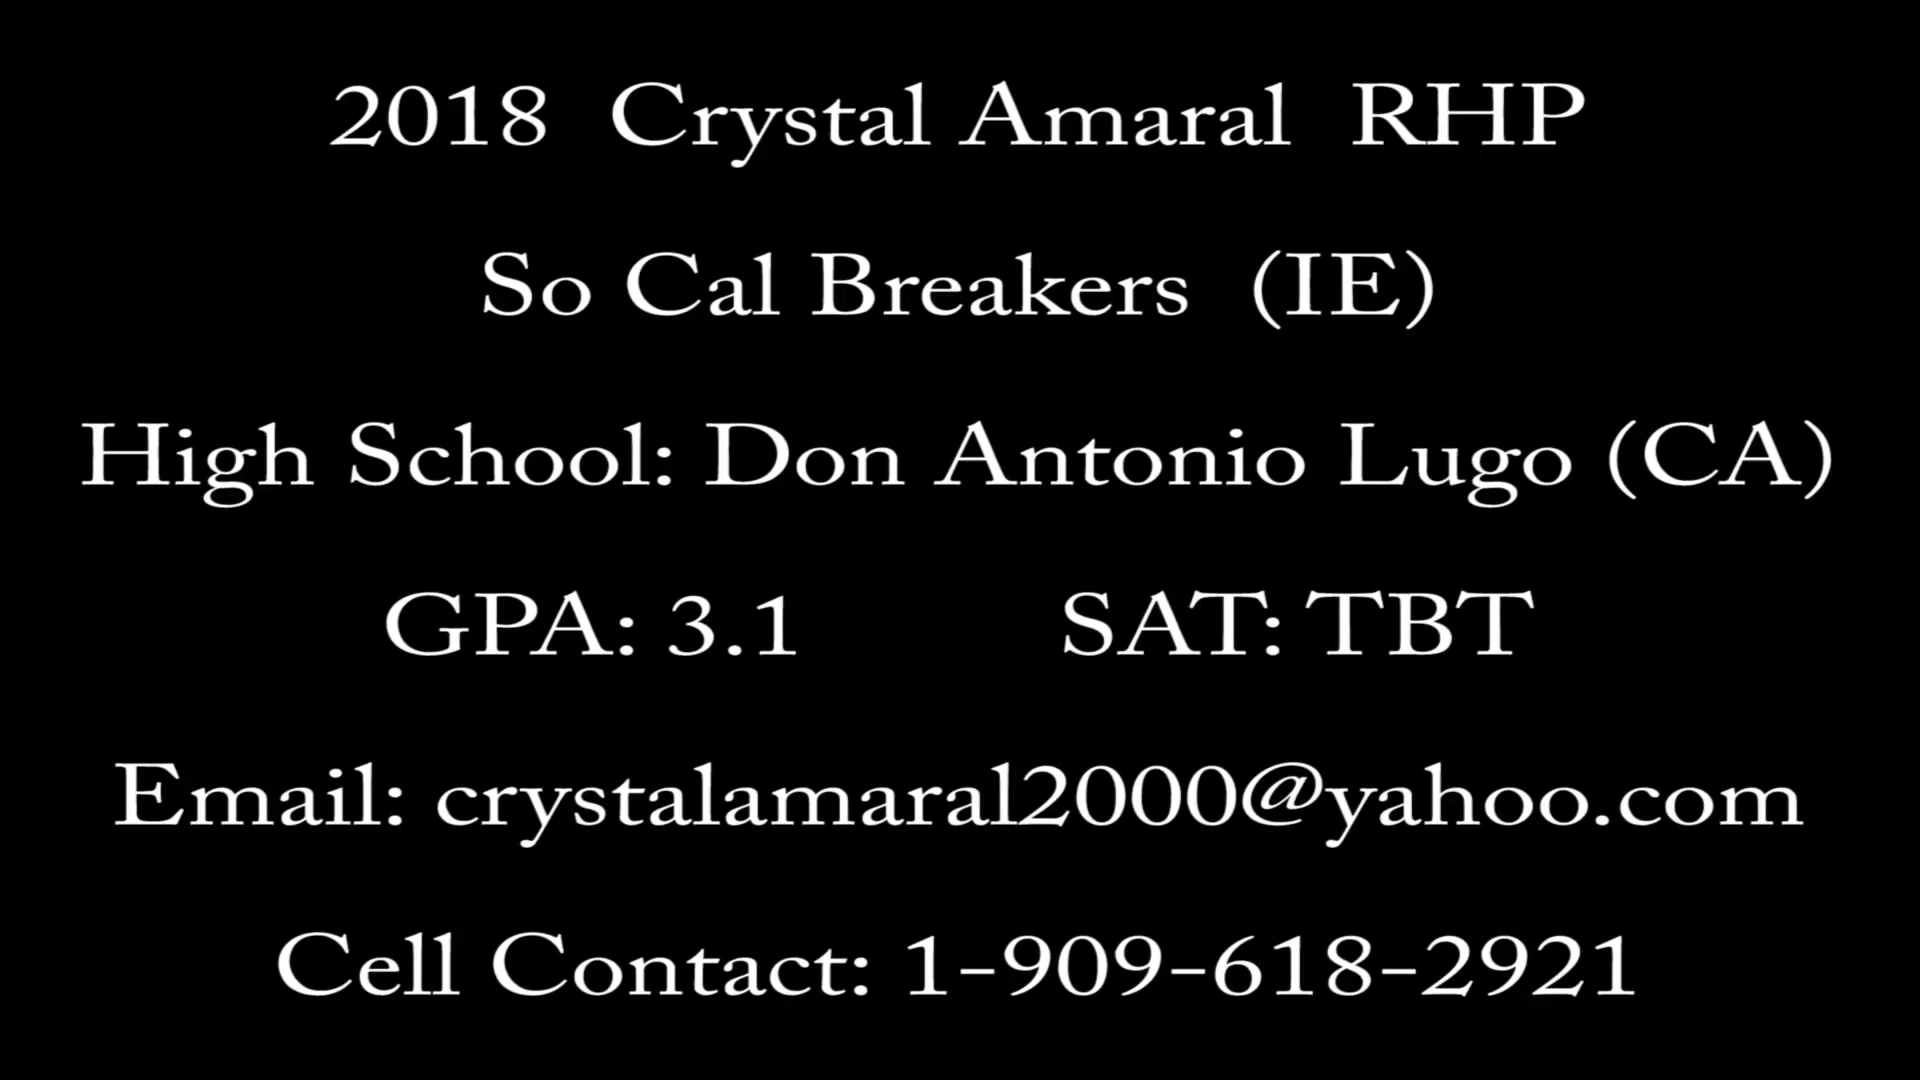 2018 Crystal Amaral RHP
So Cal Breakers (IE)
High School: Don Antonio Lugo (CA)
GPA: 3.1 SAT: TBT
Email: crystalamaral2000@yahoo.com
Cell Contact: 1-909-618-2921